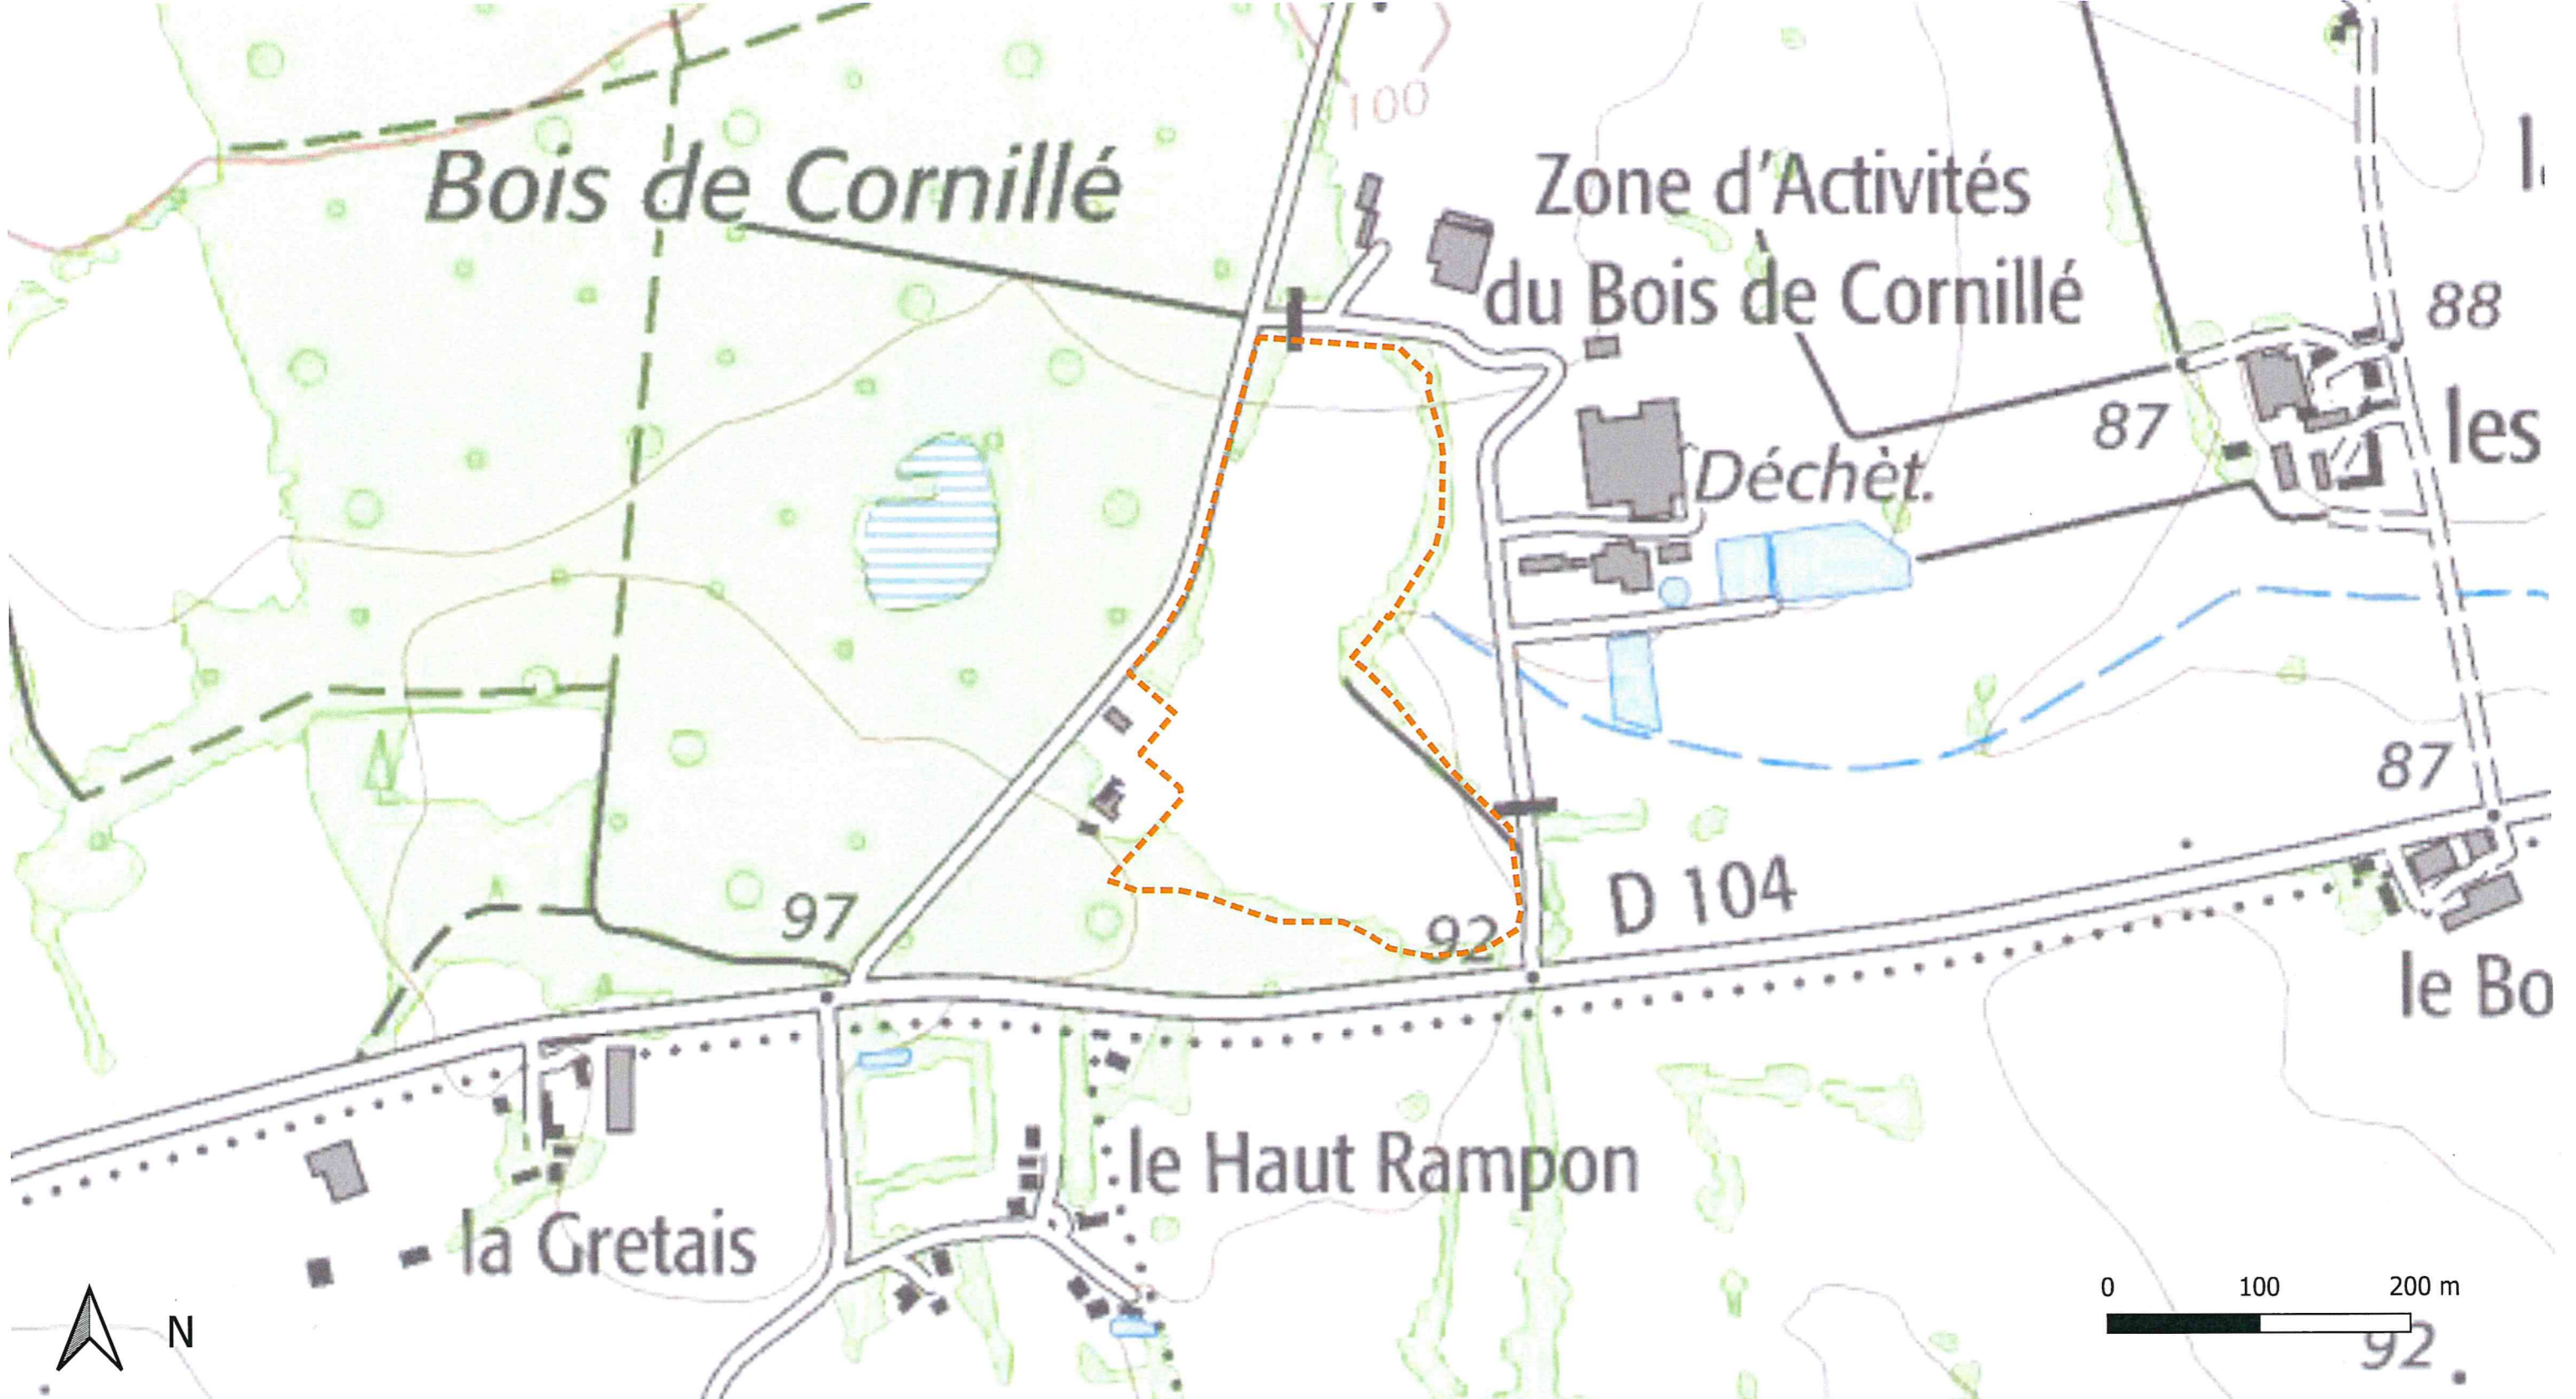 100
Bois de Cornillé
Zone d'Activités
du Bois de Cornillé
88
87
les
Déchèt.
87
97
92
D 104
le Bo
le Haut Rampon
la Gretais
0 100 200 m
N
92